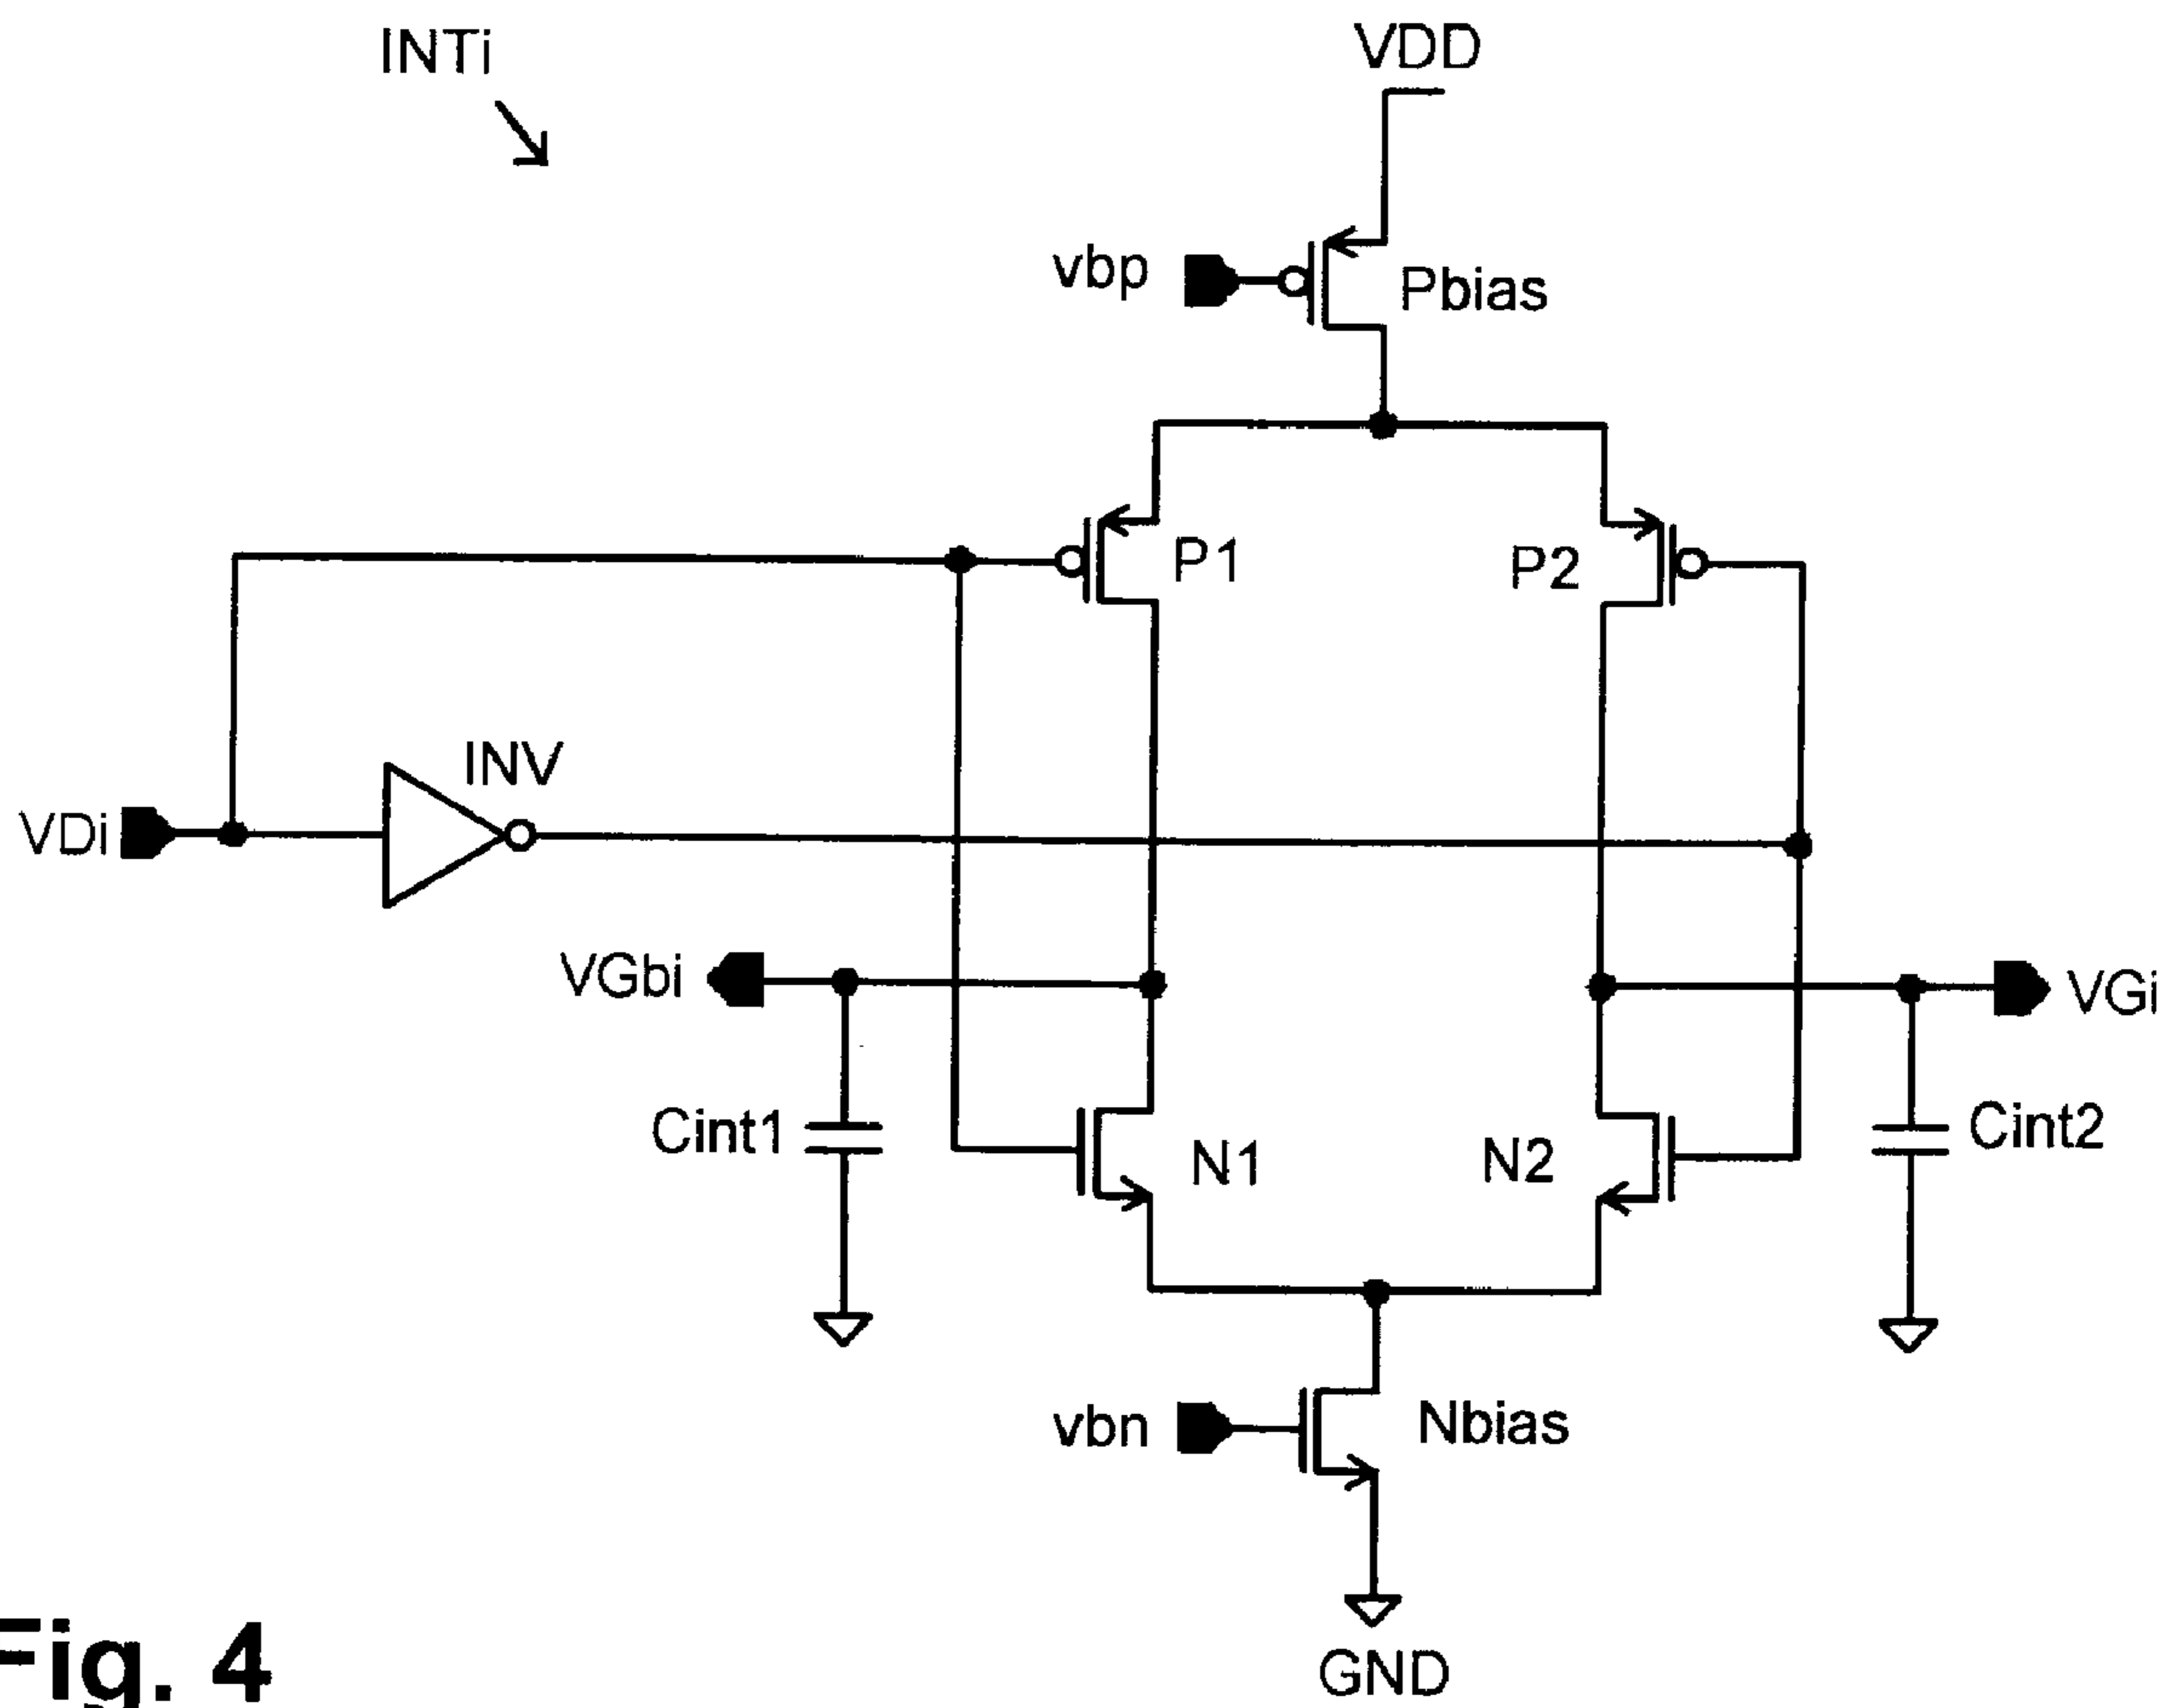 INTi
VDD
vbp
Pbias
P1
P2
INV
VDi
VGbi
VGi
Cint1
N1
N2
Cint2
vbn
Nbias
GND
Fig. 4